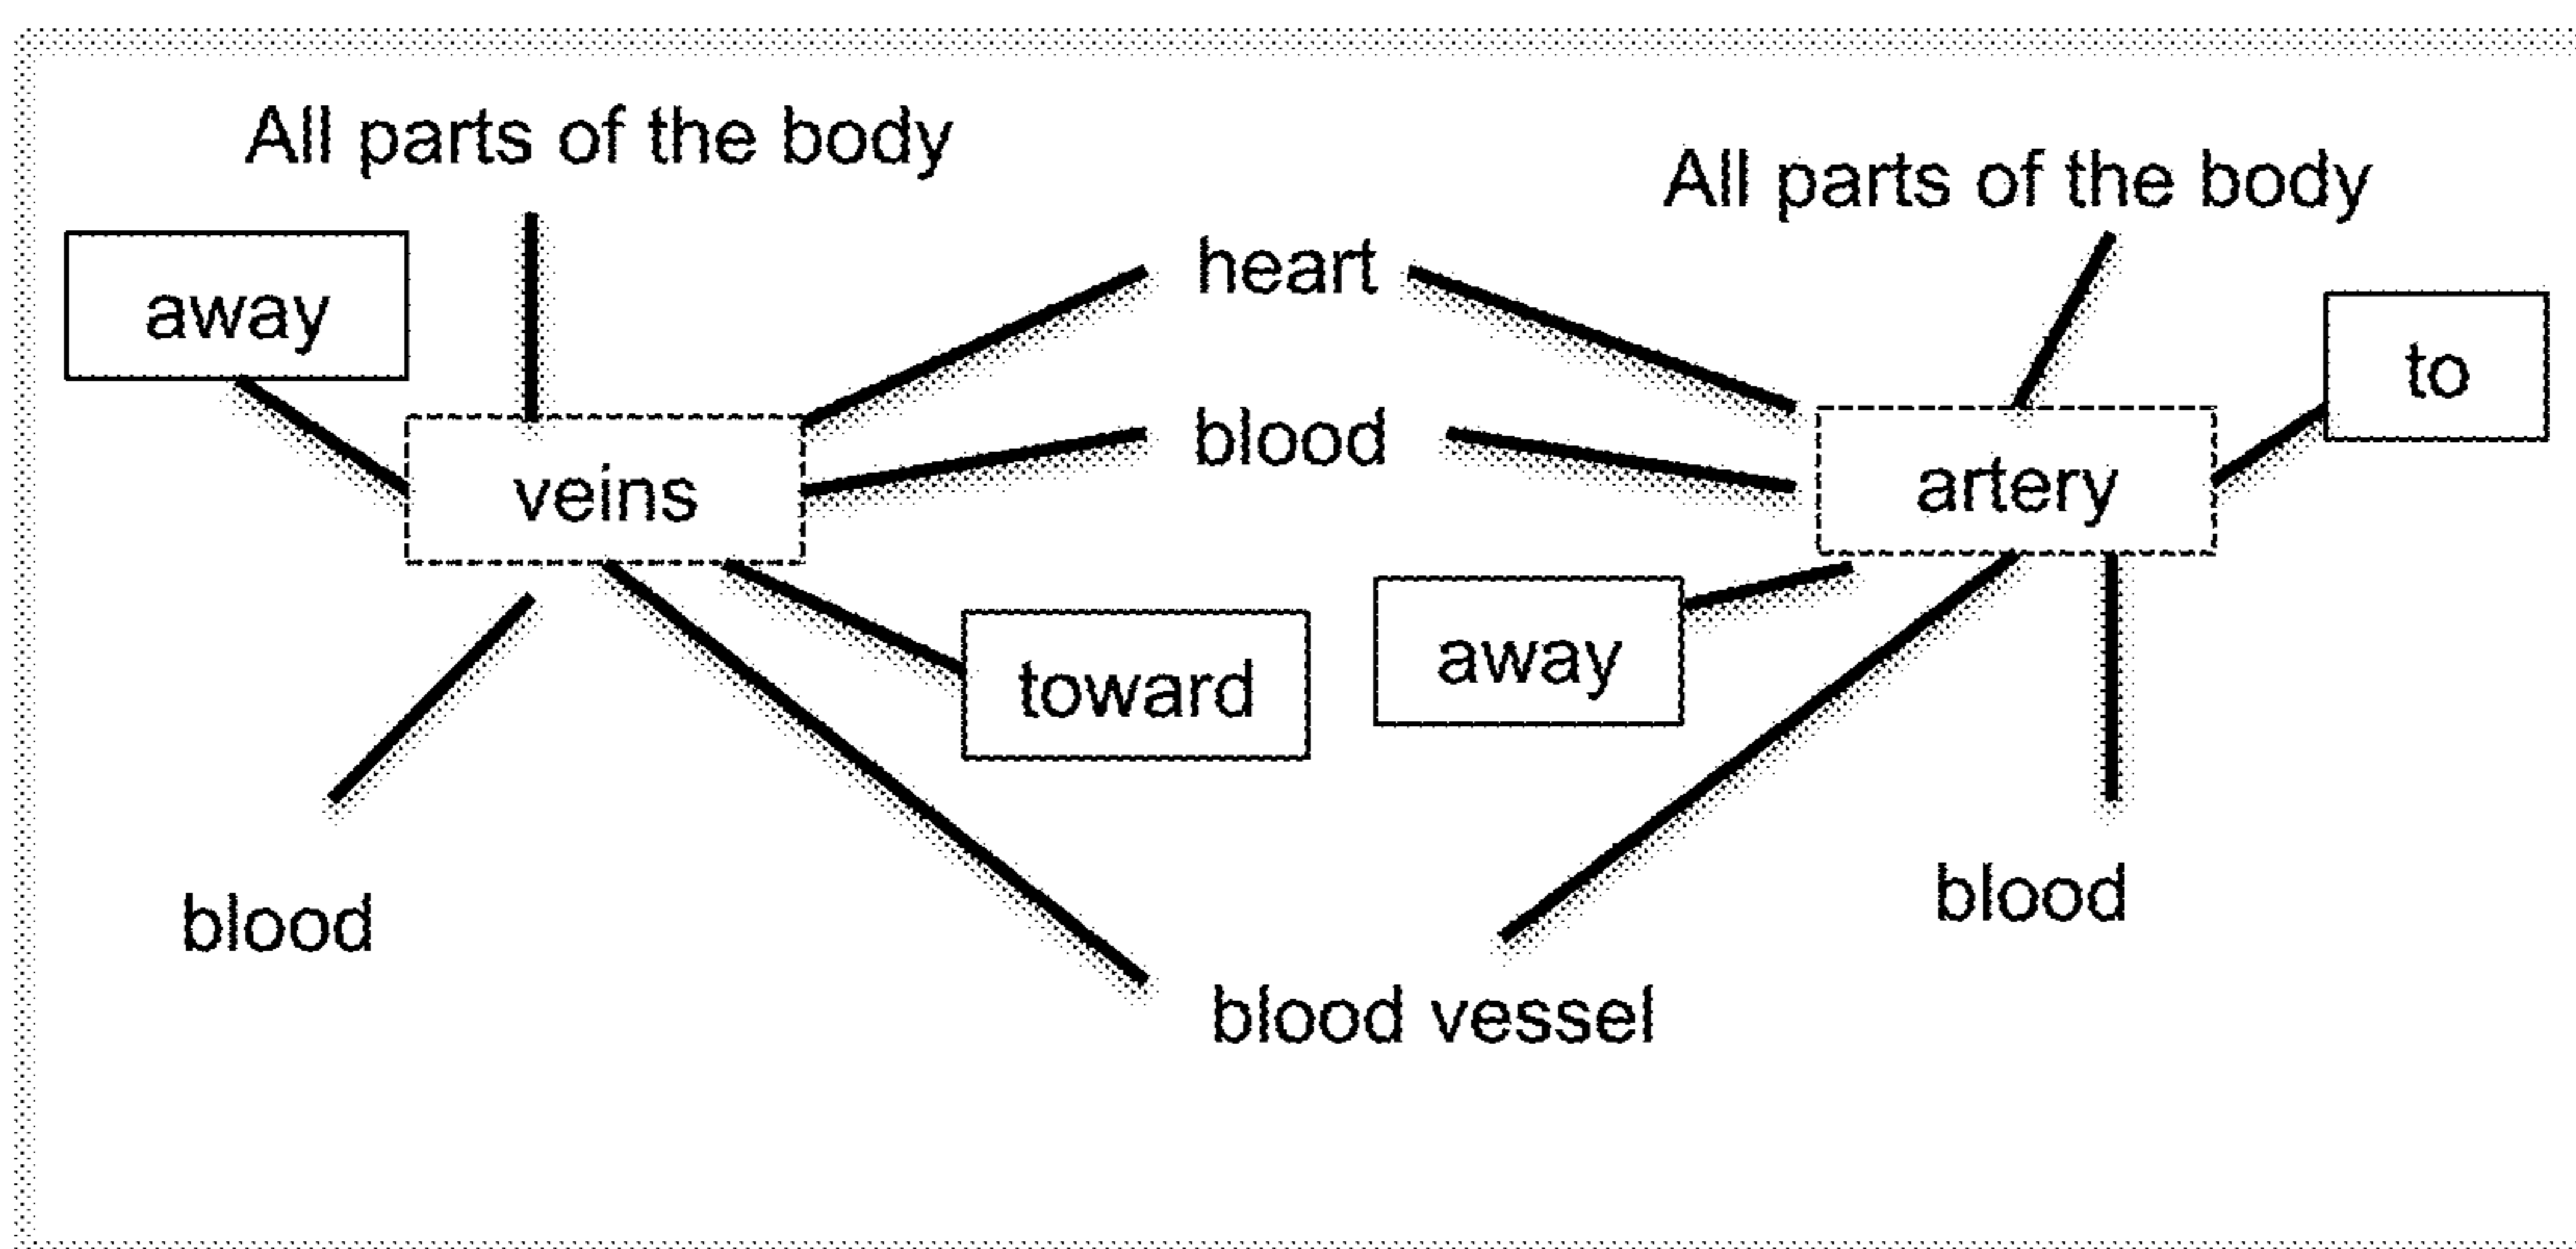 All parts of the body
All parts of the body
heart
away
to
blood
veins
artery
toward
away
blood
blood
blood vessel